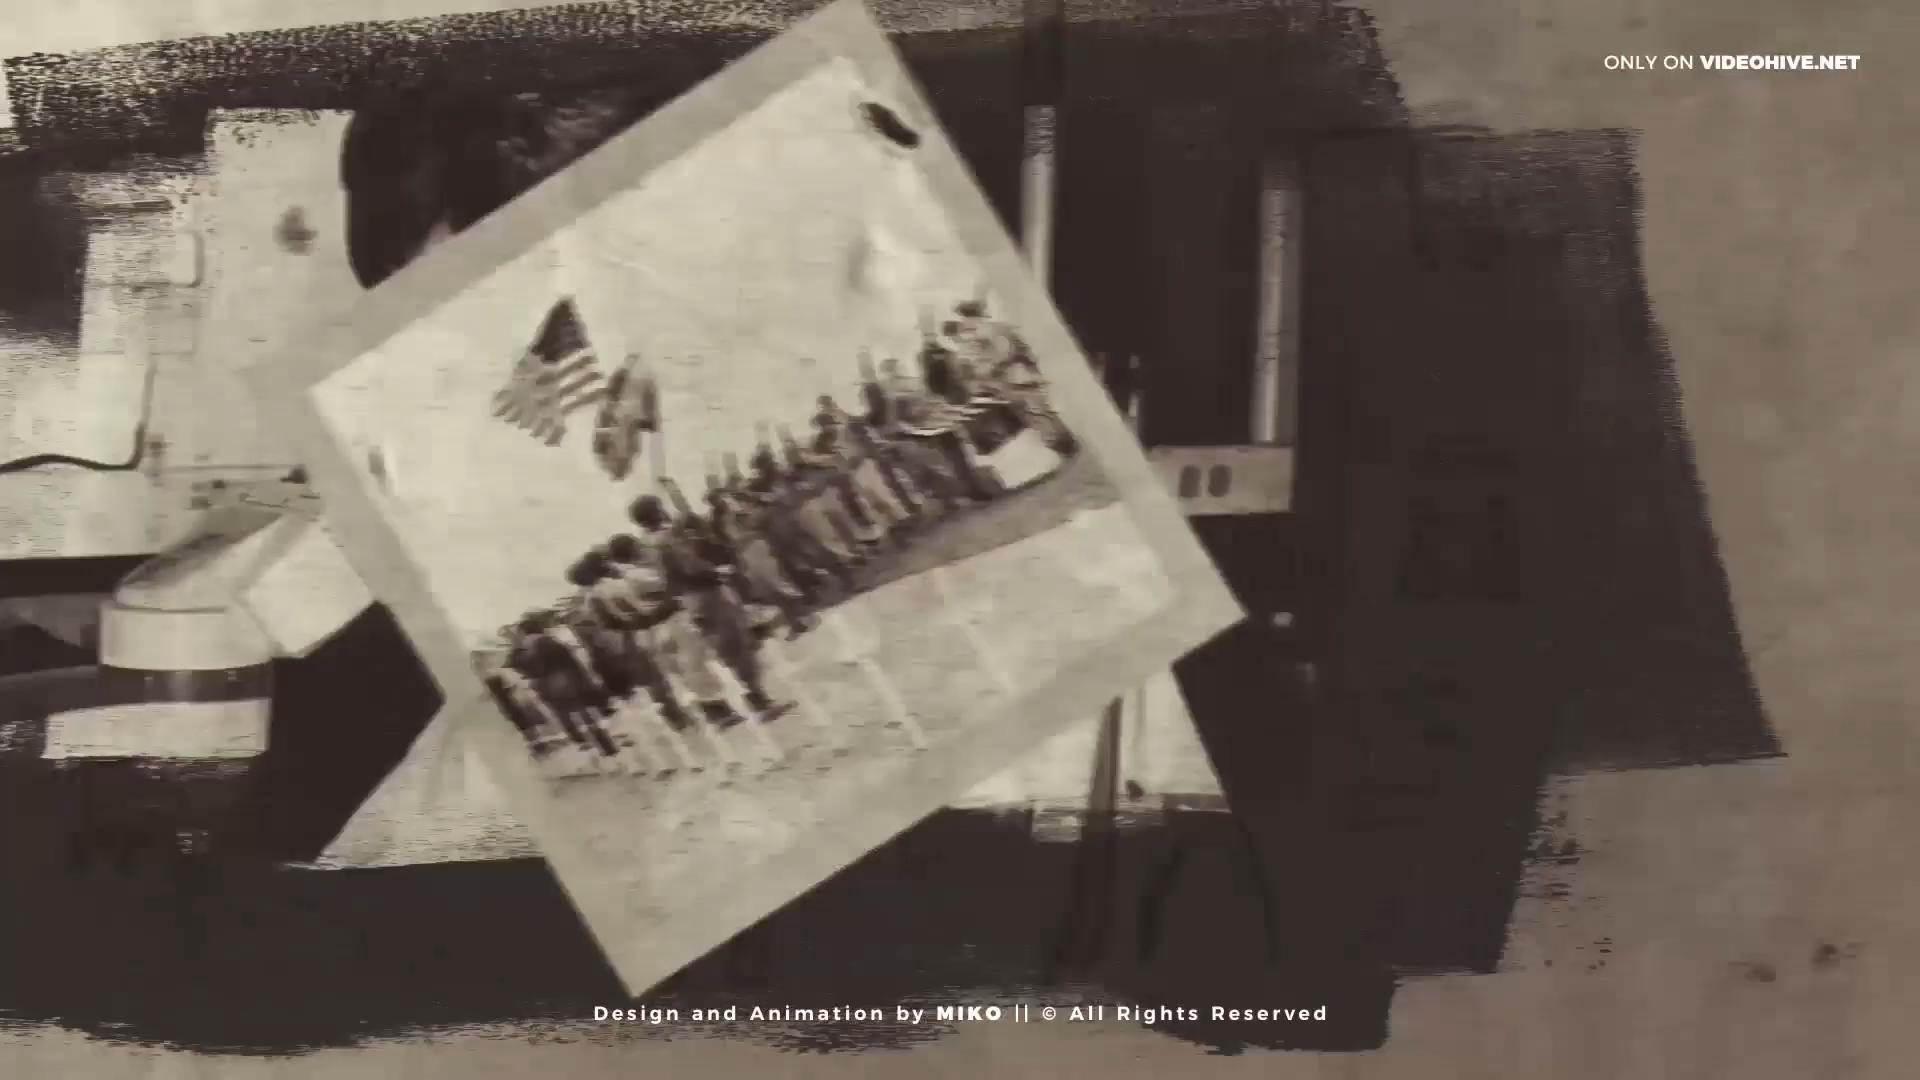 ONLY ON VIDEOHIVE.NET
Design and Animation by MIKO || © All Rights Reserved